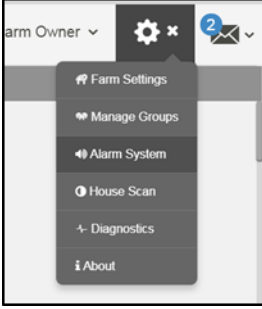 arm Owner
2
Farm Settings
Manage Groups
Alarm System
House Scan
Diagnostics
About